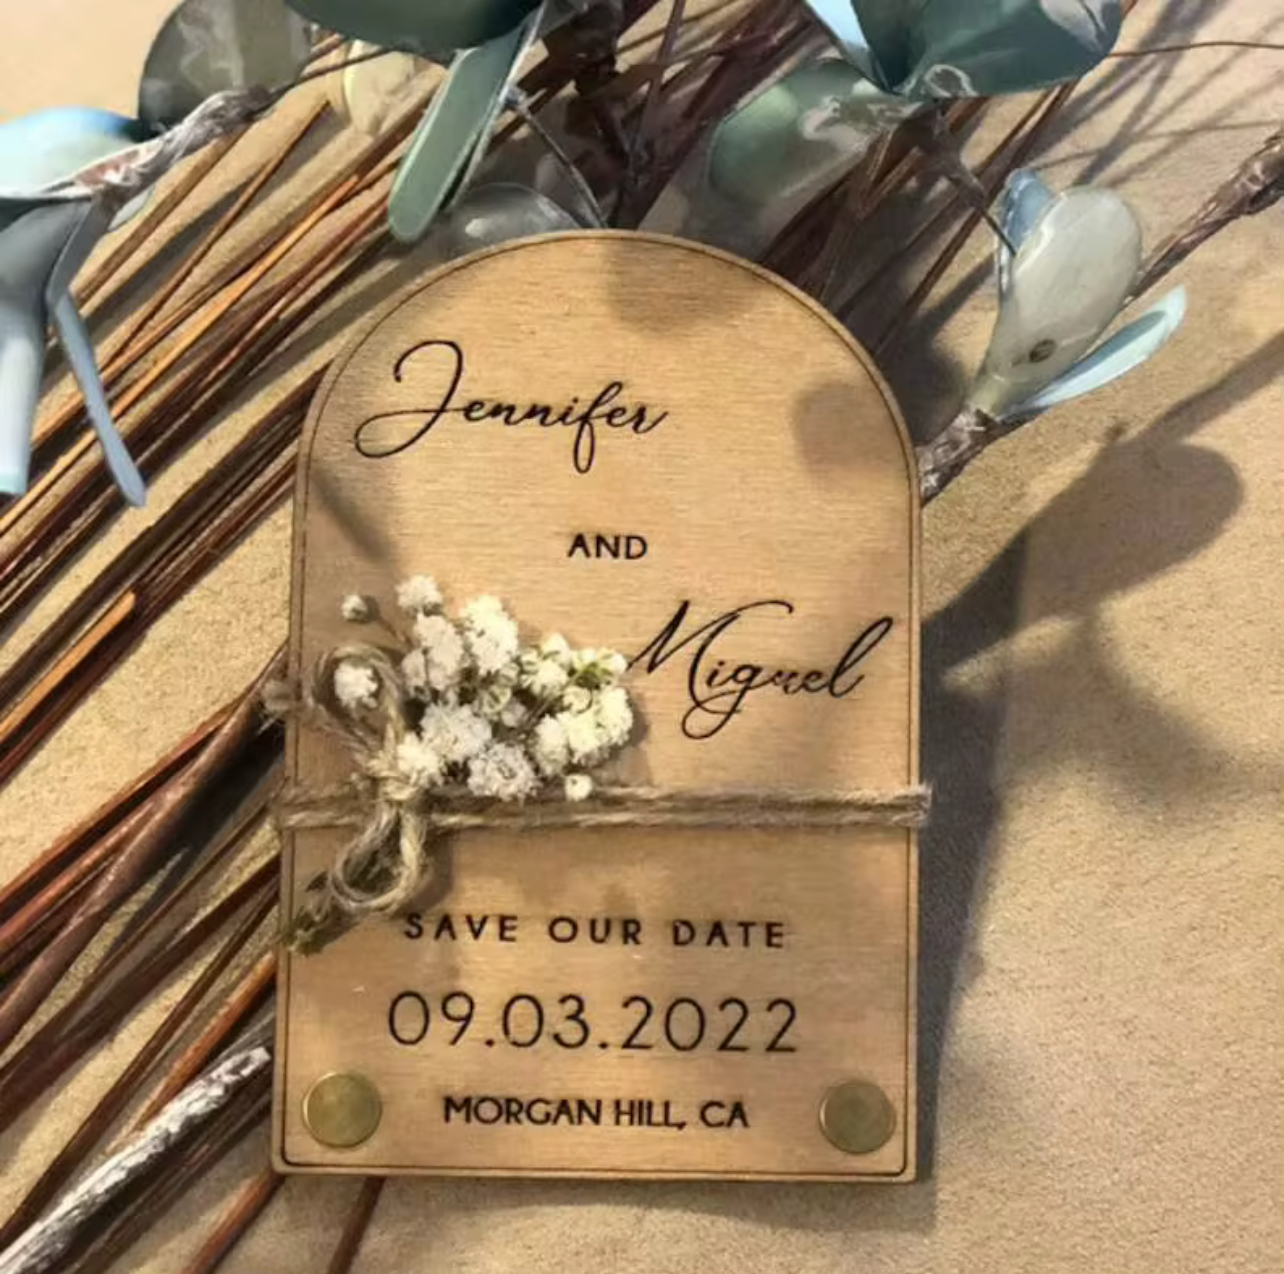 Jennifer
AND
Miguel
SAVE OUR DATE
09.03.2022
MORGAN HILL, CA